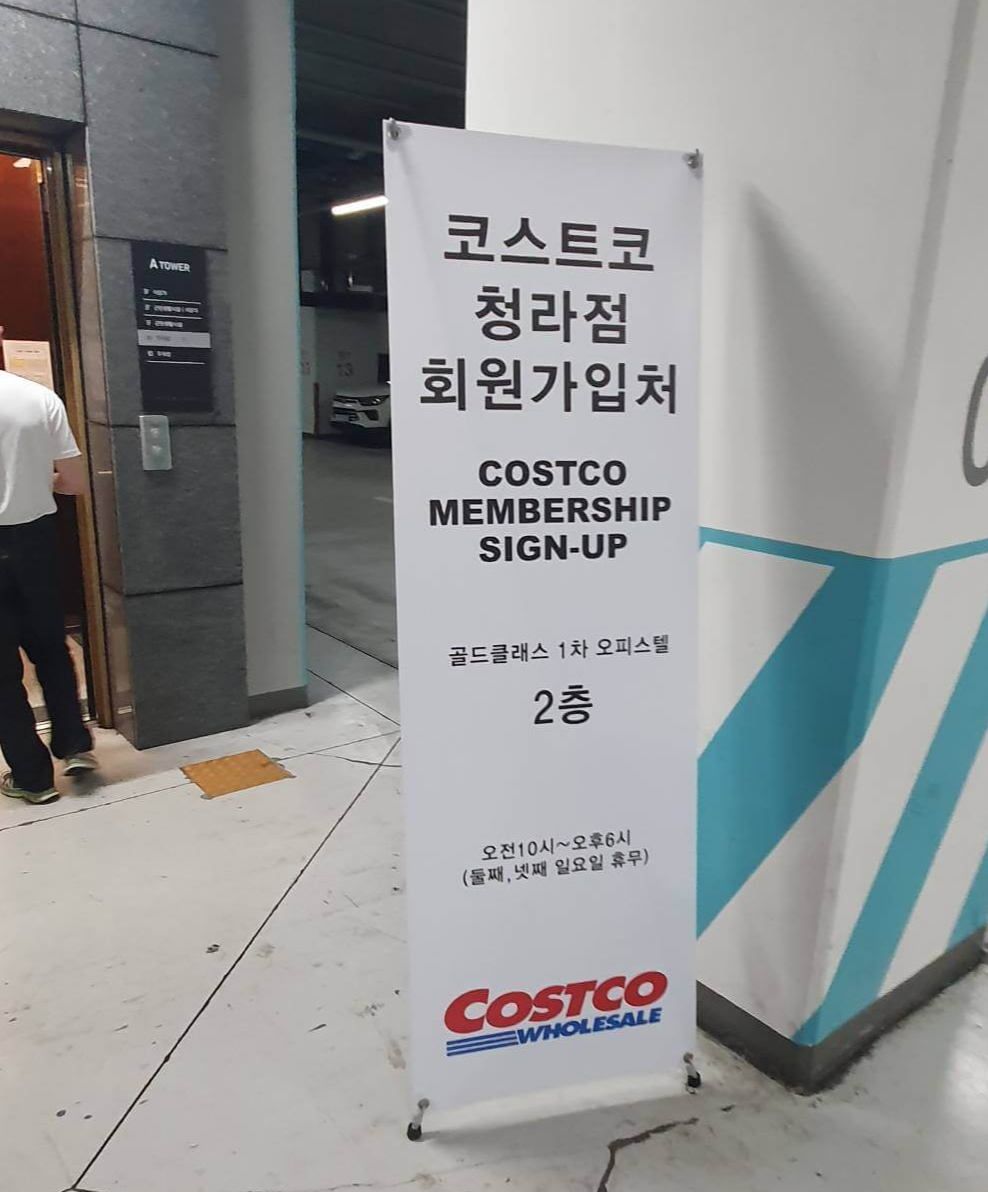 A TOWER
13
코스트코
청라점
회원가입처
COSTCO
MEMBERSHIP
SIGN-UP
골드클래스 1차 오피스텔
2층
오전10시~오후6시
(둘째,넷째 일요일 휴무)
COSTCO
WHOLESALE